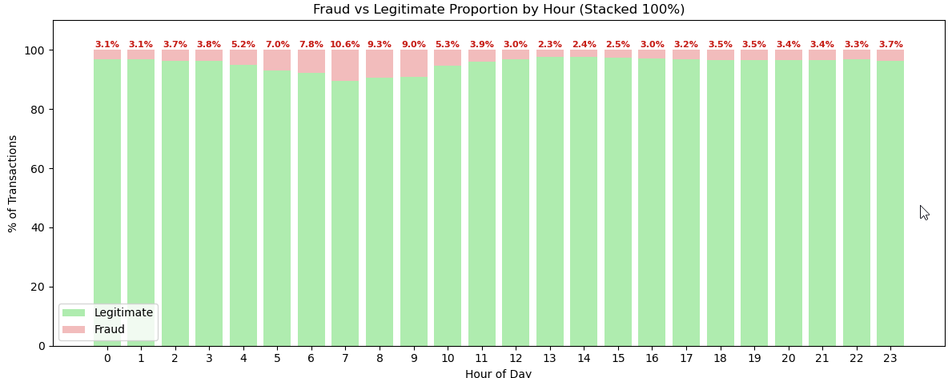 Fraud vs Legitimate Proportion by Hour (Stacked 100%)
3.1% 3.1% 3.7% 3.8% 5.2% 7.0% 7.8% 10.6% 9.3% 9.0% 5.3% 3.9% 3.0% 2.3% 2.4% 2.5% 3.0% 3.2% 3.5% 3.5% 3.4% 3.4% 3.3% 3.7%
100
80
60
40
20
0
% of Transactions
Legitimate
Fraud
0 1 2 3 4 5 6 7 8 9 10 11 12 13 14 15 16 17 18 19 20 21 22 23
Hour of Day